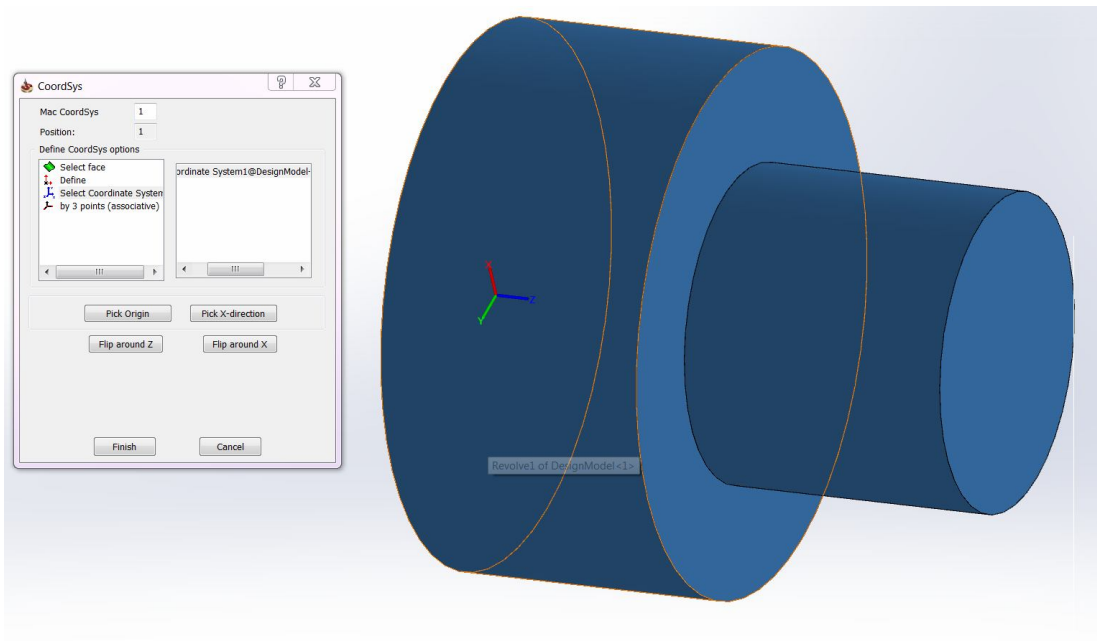 CoordSys
Mac CoordSys 1
Position: 1
Define CoordSys options
Select face
Define
Select Coordinate System
by 3 points (associative)
ordinate System1@DesignModel-
Pick Origin Pick X-direction
Flip around Z Flip around X
Finish Cancel
X
Z
Y
Revolve1 of DesignModel<1>